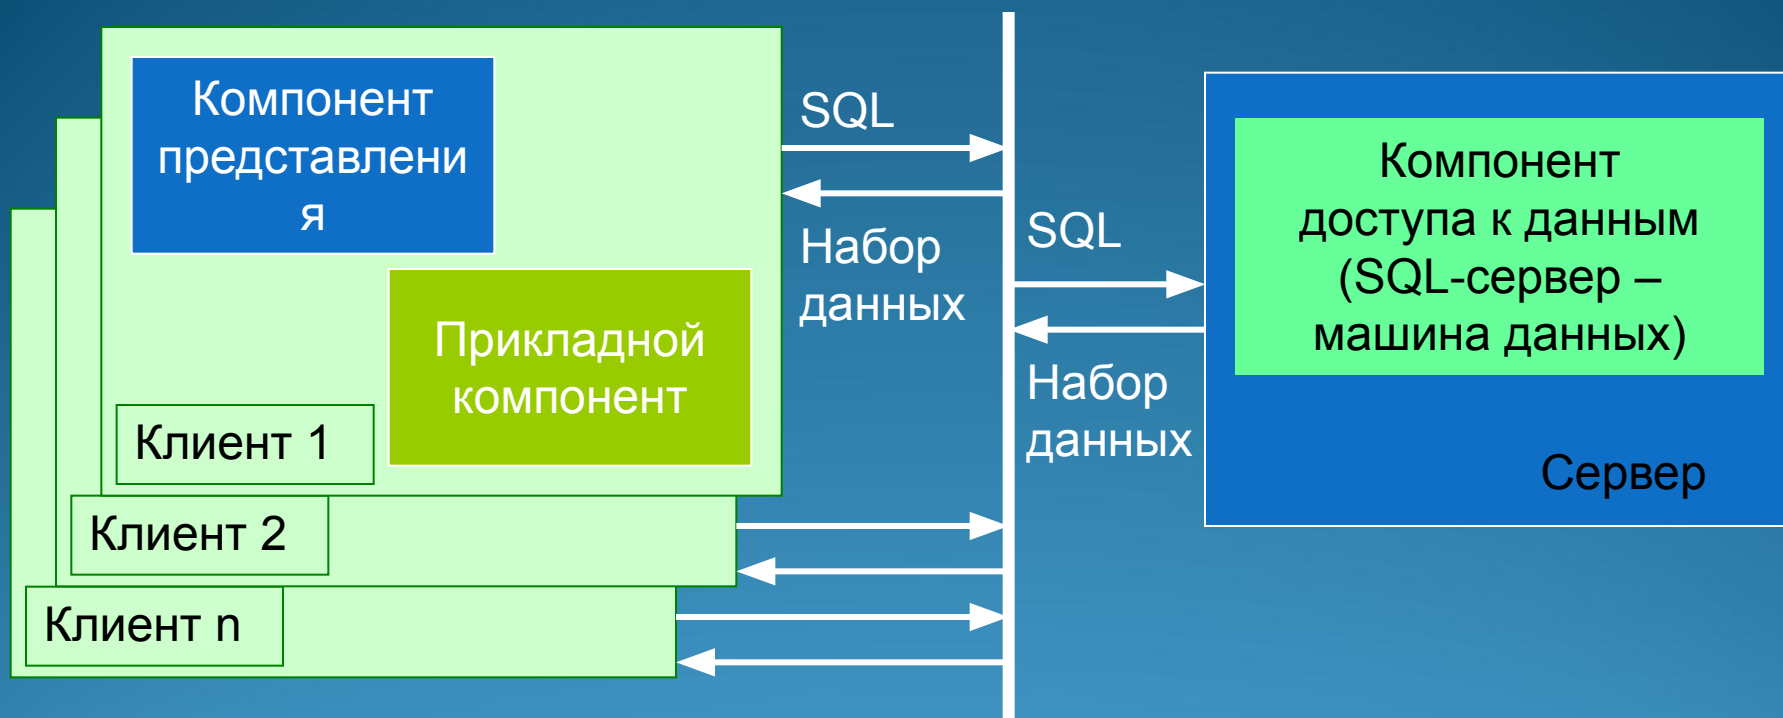 Компонент
представлени
я
Прикладной
компонент
Клиент 1
Клиент 2
Клиент n
SQL
Набор
данных
SQL
Набор
данных
Компонент
доступа к данным
(SQL-сервер –
машина данных)
Сервер